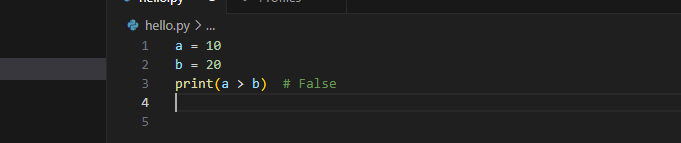 hello.py > ...
1 a = 10
2 b = 20
3 print(a > b)  # False
4
5